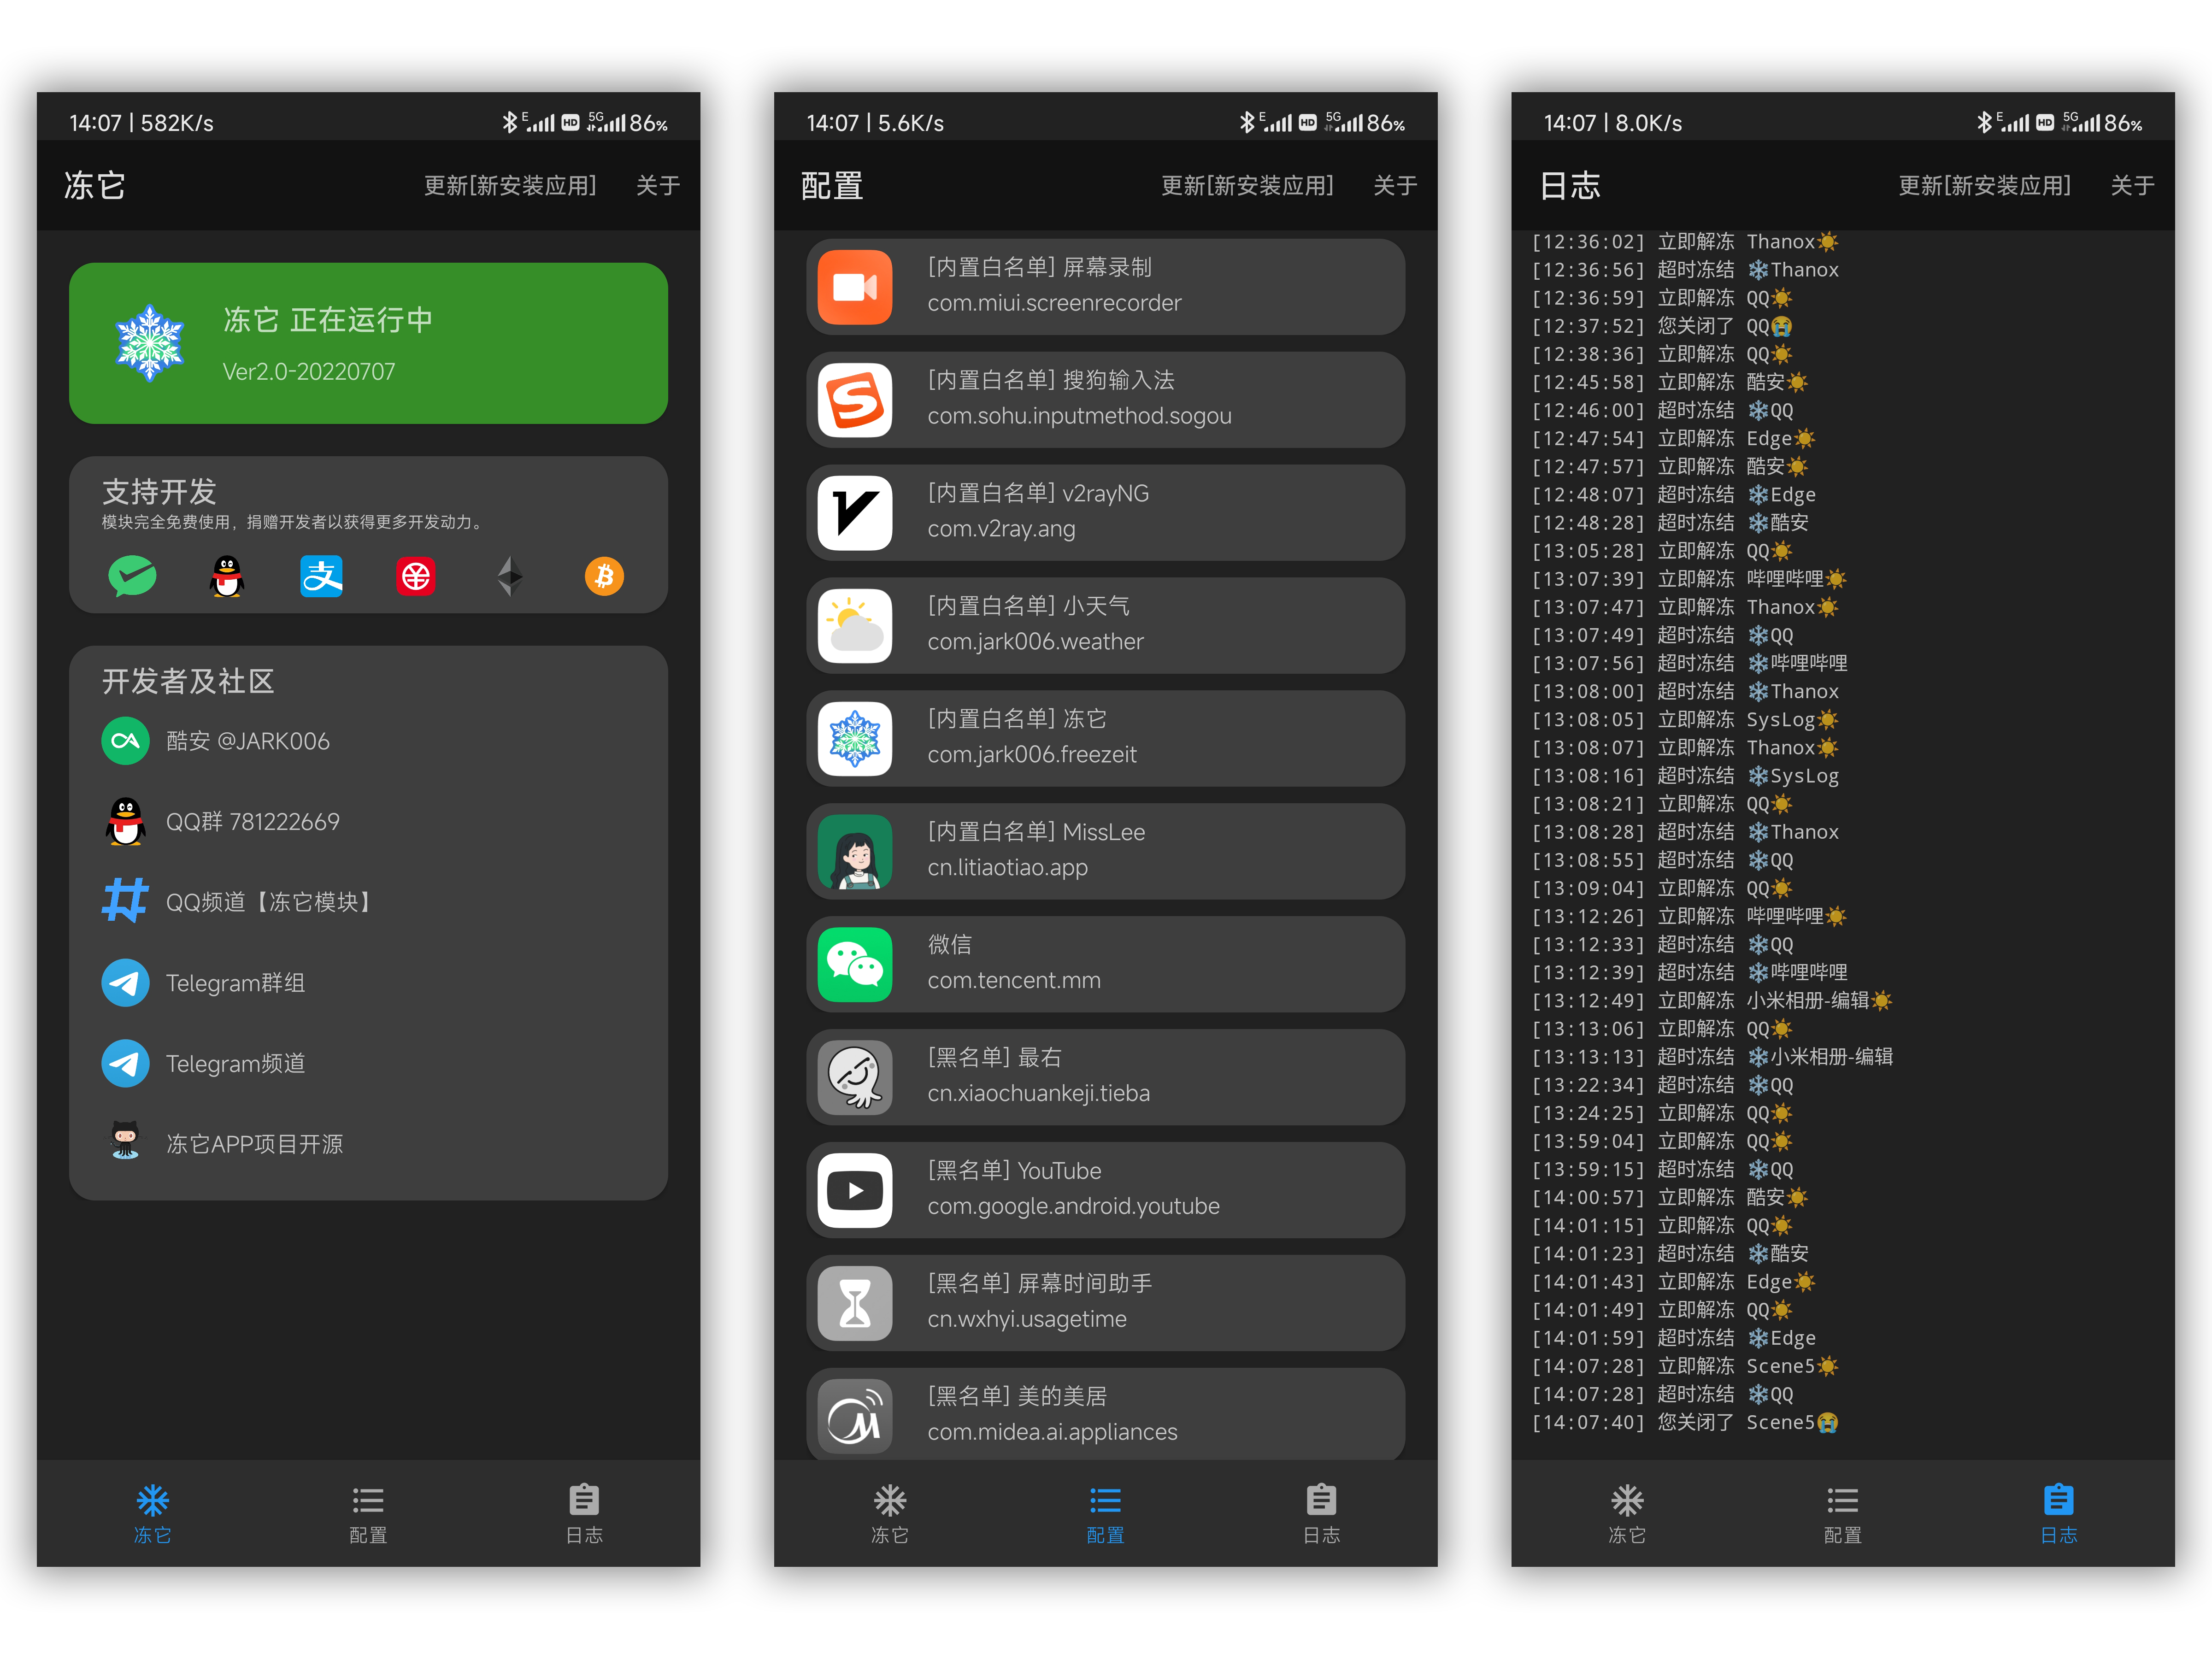 14:07 | 582K/s
E HD 5G 86%
冻它 更新[新安装应用] 关于
冻它 正在运行中
Ver2.0-20220707
支持开发
模块完全免费使用，捐赠开发者以获得更多开发动力。
开发者及社区
酷安 @JARK006
QQ群 781222669
QQ频道【冻它模块】
Telegram群组
Telegram频道
冻它APP项目开源
冻它 配置 日志
14:07 | 5.6K/s
E HD 5G 86%
配置 更新[新安装应用] 关于
[内置白名单] 屏幕录制
com.miui.screenrecorder
[内置白名单] 搜狗输入法
com.sohu.inputmethod.sogou
[内置白名单] v2rayNG
com.v2ray.ang
[内置白名单] 小天气
com.jark006.weather
[内置白名单] 冻它
com.jark006.freezeit
[内置白名单] MissLee
cn.litiaotiao.app
微信
com.tencent.mm
[黑名单] 最右
cn.xiaochuankeji.tieba
[黑名单] YouTube
com.google.android.youtube
[黑名单] 屏幕时间助手
cn.wxhyi.usagetime
[黑名单] 美的美居
com.midea.ai.appliances
冻它 配置 日志
14:07 | 8.0K/s
E HD 5G 86%
日志 更新[新安装应用] 关于
[12:36:02] 立即解冻 Thanox☀️
[12:36:56] 超时冻结 ❄️Thanox
[12:36:59] 立即解冻 QQ☀️
[12:37:52] 您关闭了 QQ😭
[12:38:36] 立即解冻 QQ☀️
[12:45:58] 立即解冻 酷安☀️
[12:46:00] 超时冻结 ❄️QQ
[12:47:54] 立即解冻 Edge☀️
[12:47:57] 立即解冻 酷安☀️
[12:48:07] 超时冻结 ❄️Edge
[12:48:28] 超时冻结 ❄️酷安
[13:05:28] 立即解冻 QQ☀️
[13:07:39] 立即解冻 哔哩哔哩☀️
[13:07:47] 立即解冻 Thanox☀️
[13:07:49] 超时冻结 ❄️QQ
[13:07:56] 超时冻结 ❄️哔哩哔哩
[13:08:00] 超时冻结 ❄️Thanox
[13:08:05] 立即解冻 SysLog☀️
[13:08:07] 立即解冻 Thanox☀️
[13:08:16] 超时冻结 ❄️SysLog
[13:08:21] 立即解冻 QQ☀️
[13:08:28] 超时冻结 ❄️Thanox
[13:08:55] 超时冻结 ❄️QQ
[13:09:04] 立即解冻 QQ☀️
[13:12:26] 立即解冻 哔哩哔哩☀️
[13:12:33] 超时冻结 ❄️QQ
[13:12:39] 超时冻结 ❄️哔哩哔哩
[13:12:49] 立即解冻 小米相册-编辑☀️
[13:13:06] 立即解冻 QQ☀️
[13:13:13] 超时冻结 ❄️小米相册-编辑
[13:22:34] 超时冻结 ❄️QQ
[13:24:25] 立即解冻 QQ☀️
[13:59:04] 立即解冻 QQ☀️
[13:59:15] 超时冻结 ❄️QQ
[14:00:57] 立即解冻 酷安☀️
[14:01:15] 立即解冻 QQ☀️
[14:01:23] 超时冻结 ❄️酷安
[14:01:43] 立即解冻 Edge☀️
[14:01:49] 立即解冻 QQ☀️
[14:01:59] 超时冻结 ❄️Edge
[14:07:28] 立即解冻 Scene5☀️
[14:07:28] 超时冻结 ❄️QQ
[14:07:40] 您关闭了 Scene5😭
冻它 配置 日志